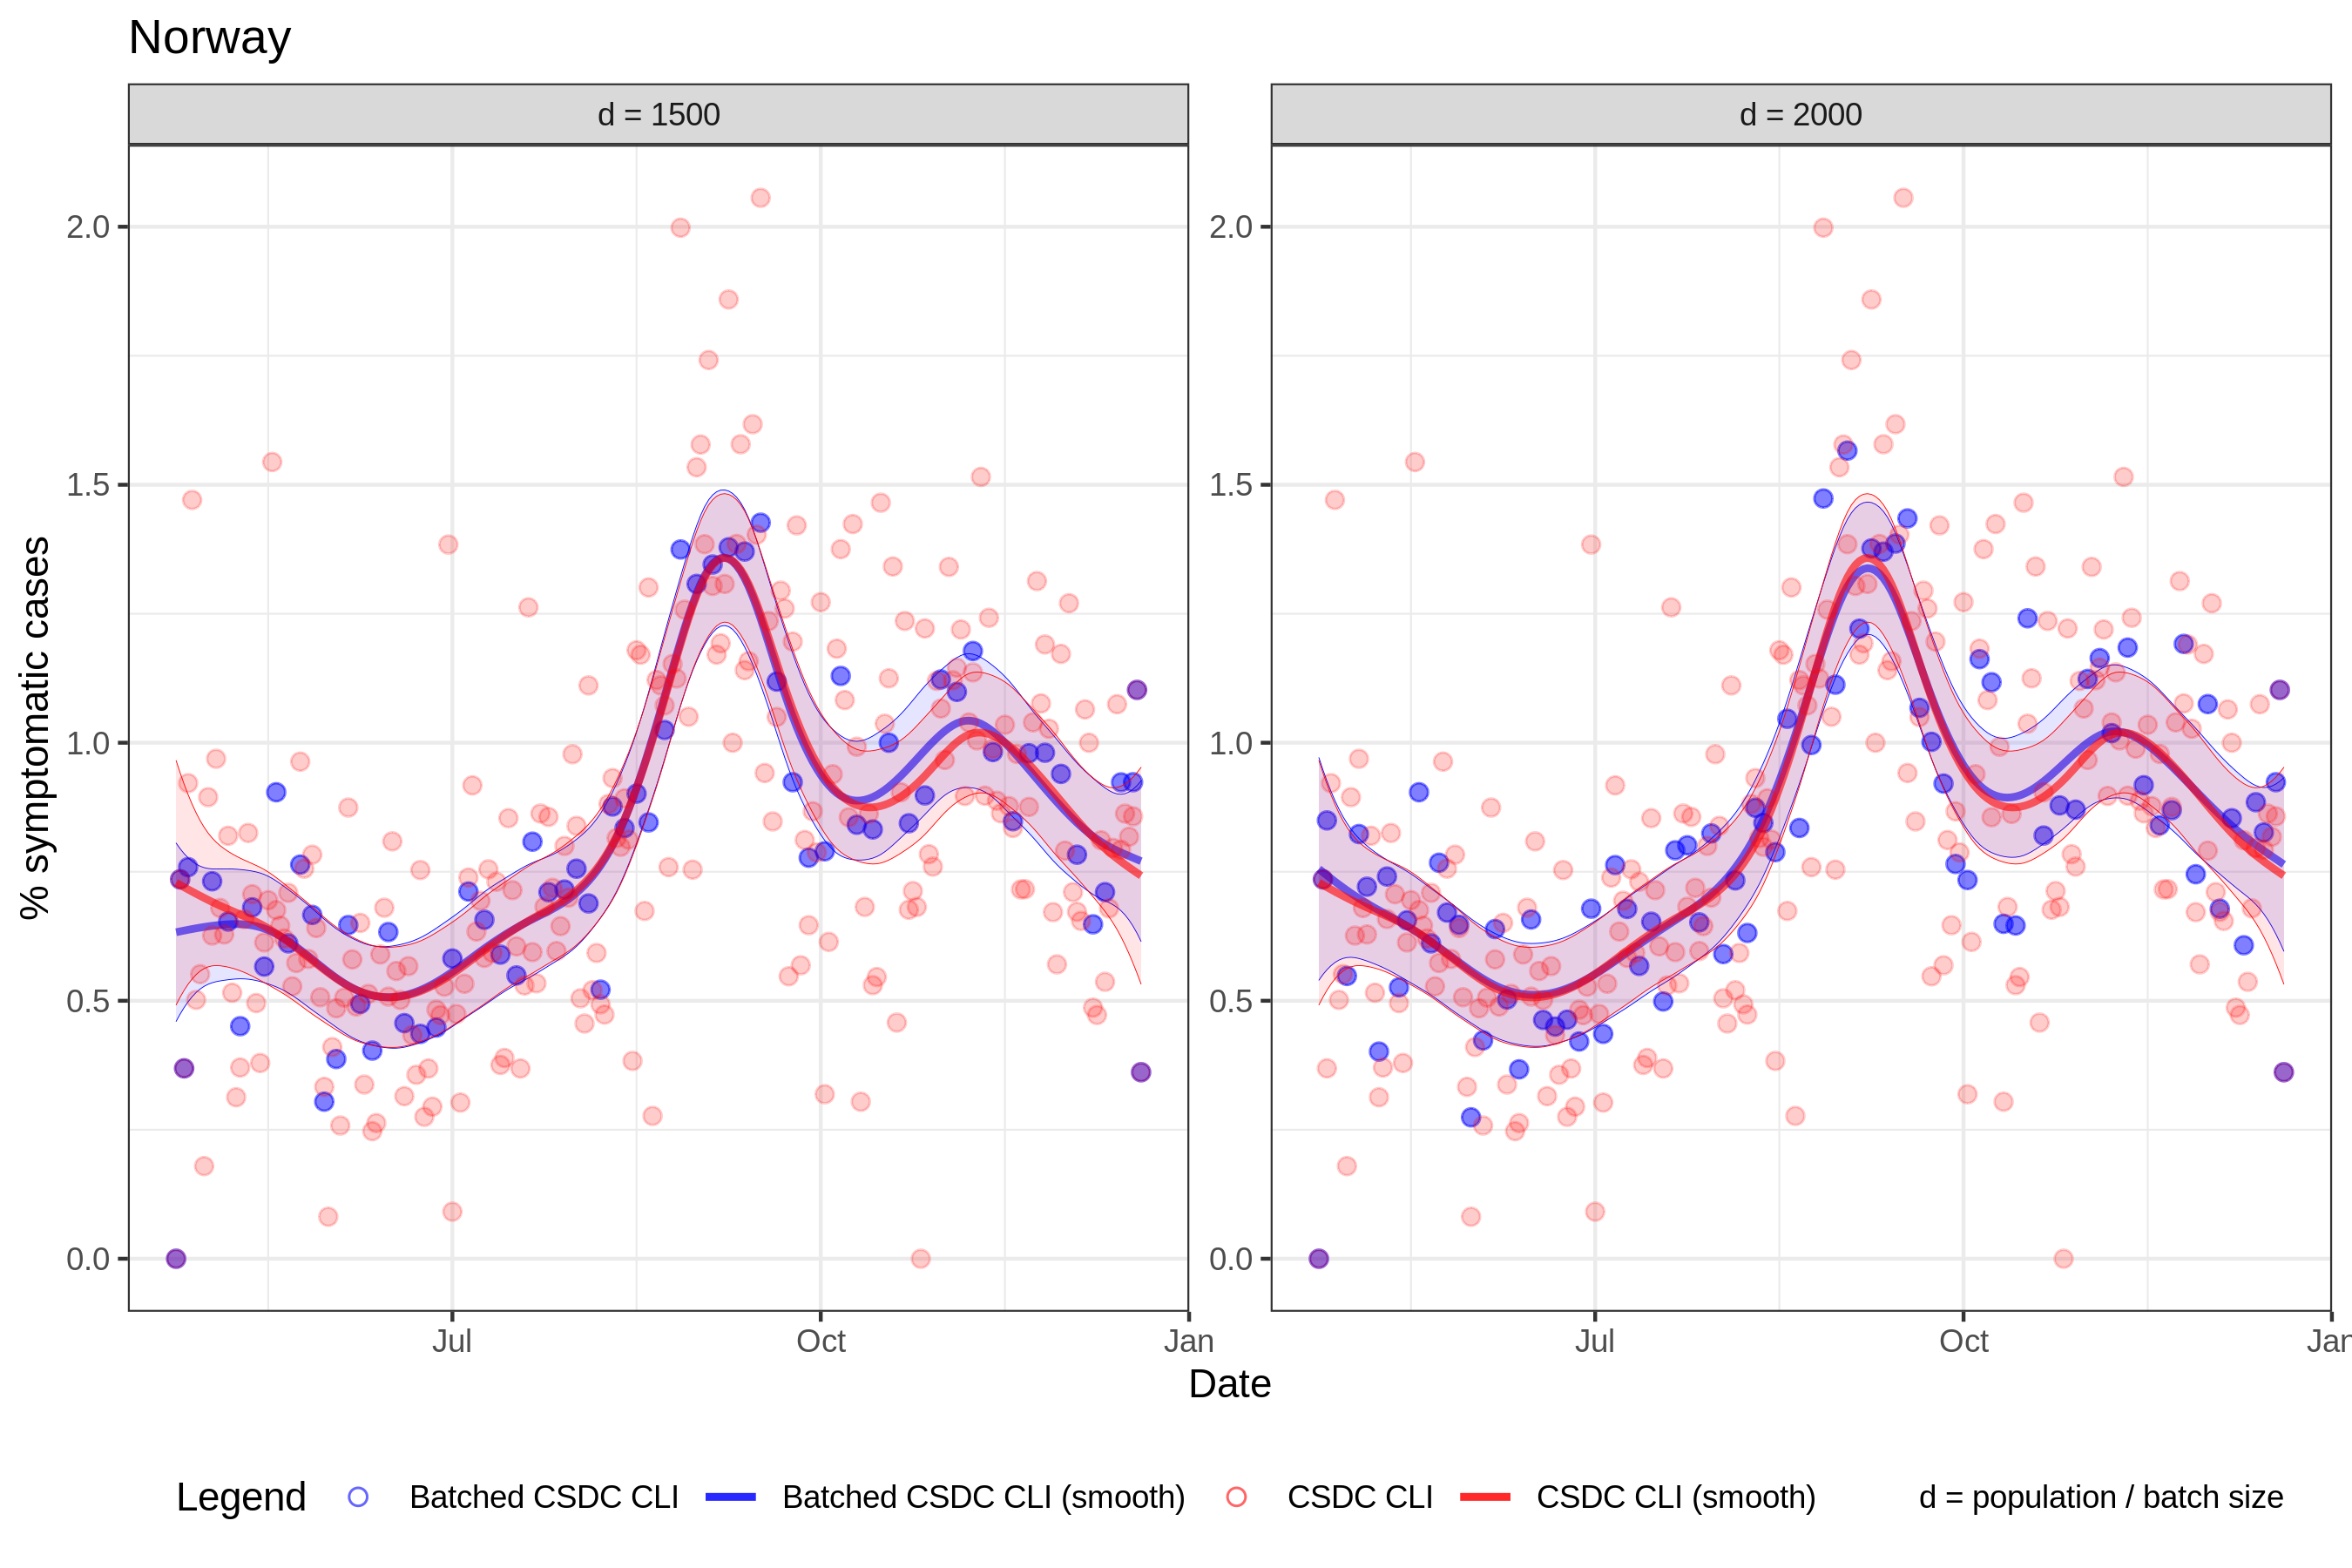 Norway
d = 1500
d = 2000
% symptomatic cases
2.0
1.5
1.0
0.5
0.0
2.0
1.5
1.0
0.5
0.0
Jul
Oct
Jan
Jul
Oct
Jan
Date
Legend
Batched CSDC CLI
Batched CSDC CLI (smooth)
CSDC CLI
CSDC CLI (smooth)
d = population / batch size